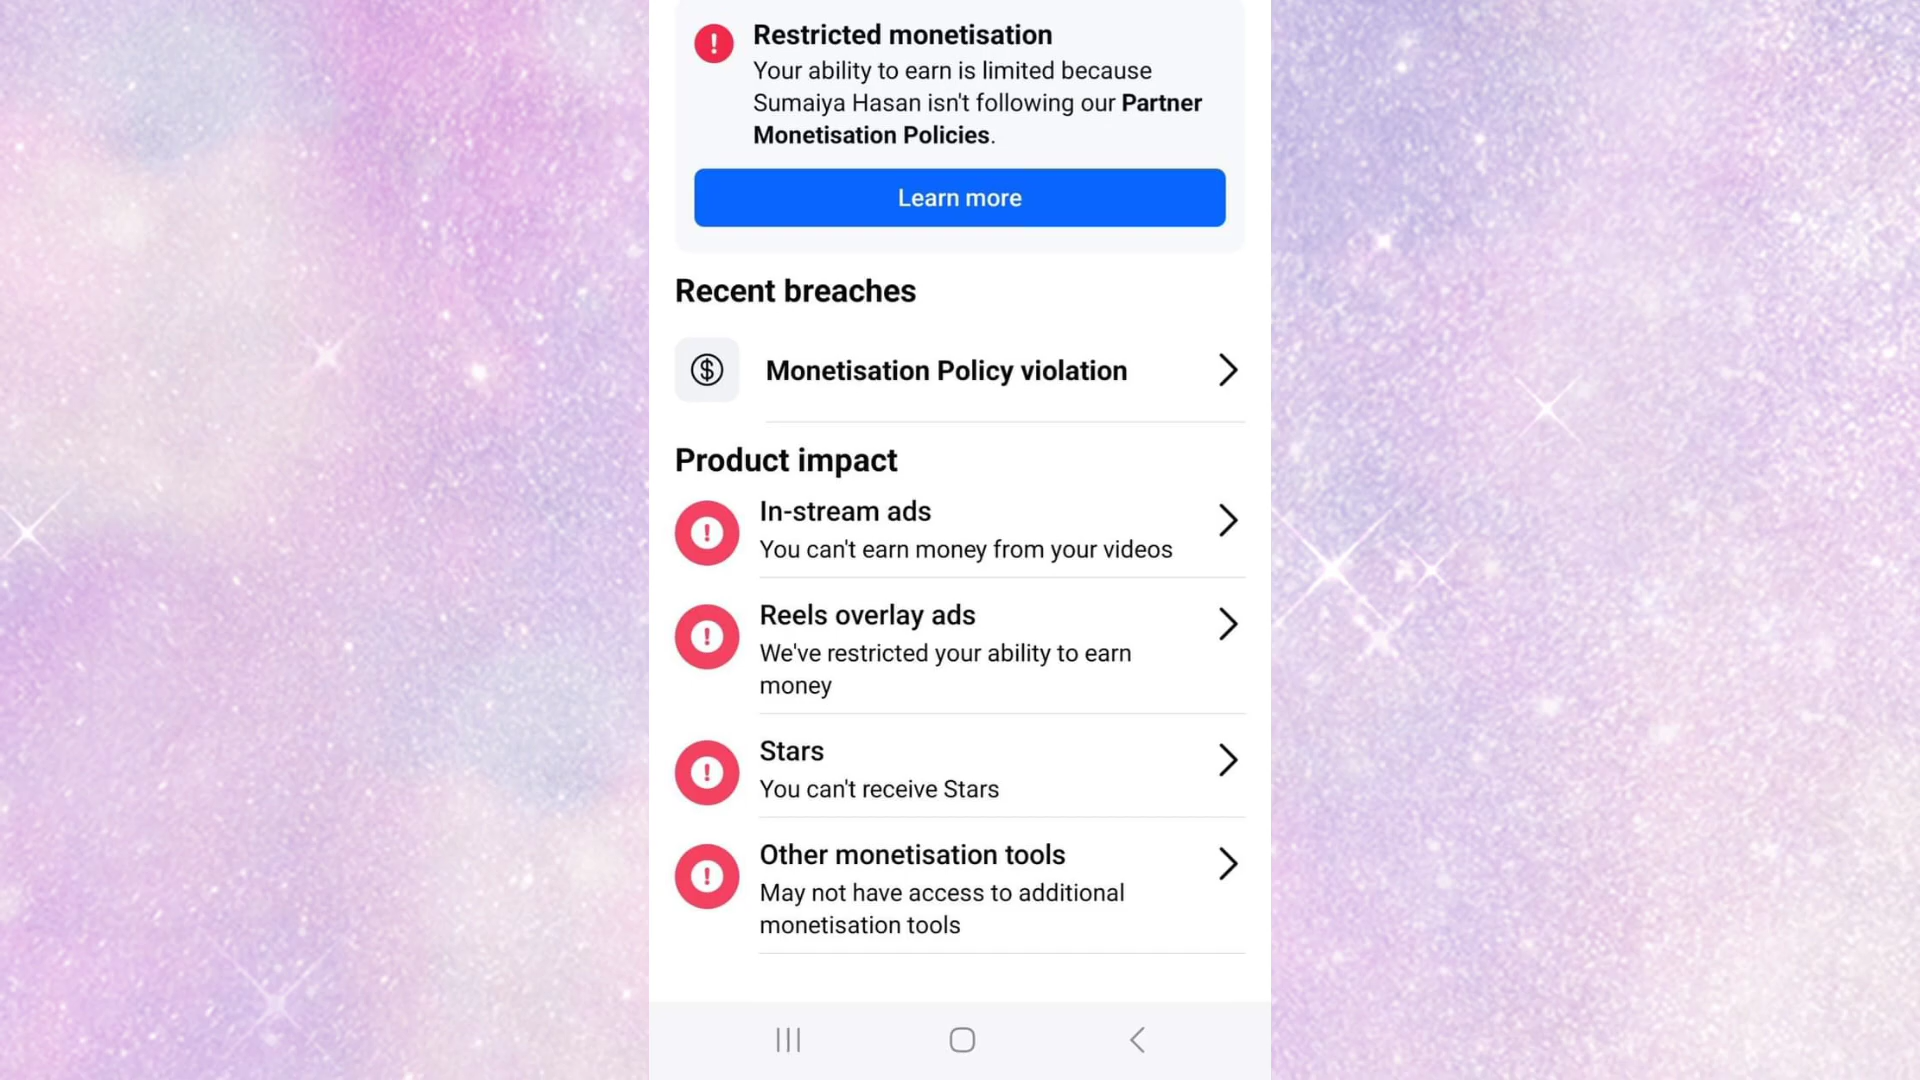 Restricted monetisation
Your ability to earn is limited because
Sumaiya Hasan isn't following our Partner
Monetisation Policies.
Learn more
Recent breaches
Monetisation Policy violation
Product impact
In-stream ads
You can't earn money from your videos
Reels overlay ads
We've restricted your ability to earn
money
Stars
You can't receive Stars
Other monetisation tools
May not have access to additional
monetisation tools